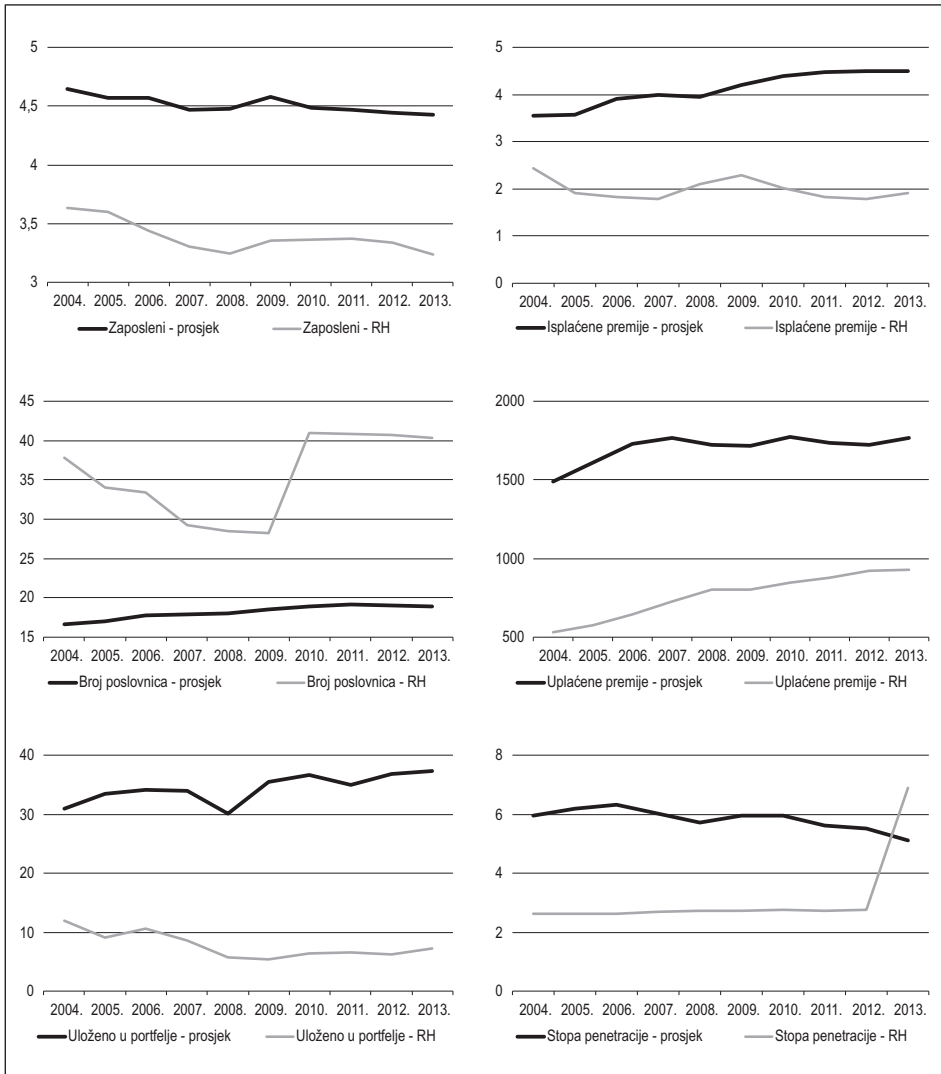 5
4,5
4
3,5
3
2004. 2005. 2006. 2007. 2008. 2009. 2010. 2011. 2012. 2013.
Zaposleni - prosjek Zaposleni - RH
5
4
3
2
1
0
2004. 2005. 2006. 2007. 2008. 2009. 2010. 2011. 2012. 2013.
Isplaćene premije - prosjek Isplaćene premije - RH
45
40
35
30
25
20
15
2004. 2005. 2006. 2007. 2008. 2009. 2010. 2011. 2012. 2013.
Broj poslovnica - prosjek Broj poslovnica - RH
2000
1500
1000
500
2004. 2005. 2006. 2007. 2008. 2009. 2010. 2011. 2012. 2013.
Uplaćene premije - prosjek Uplaćene premije - RH
40
30
20
10
0
2004. 2005. 2006. 2007. 2008. 2009. 2010. 2011. 2012. 2013.
Uloženo u portfelje - prosjek Uloženo u portfelje - RH
8
6
4
2
0
2004. 2005. 2006. 2007. 2008. 2009. 2010. 2011. 2012. 2013.
Stopa penetracije - prosjek Stopa penetracije - RH